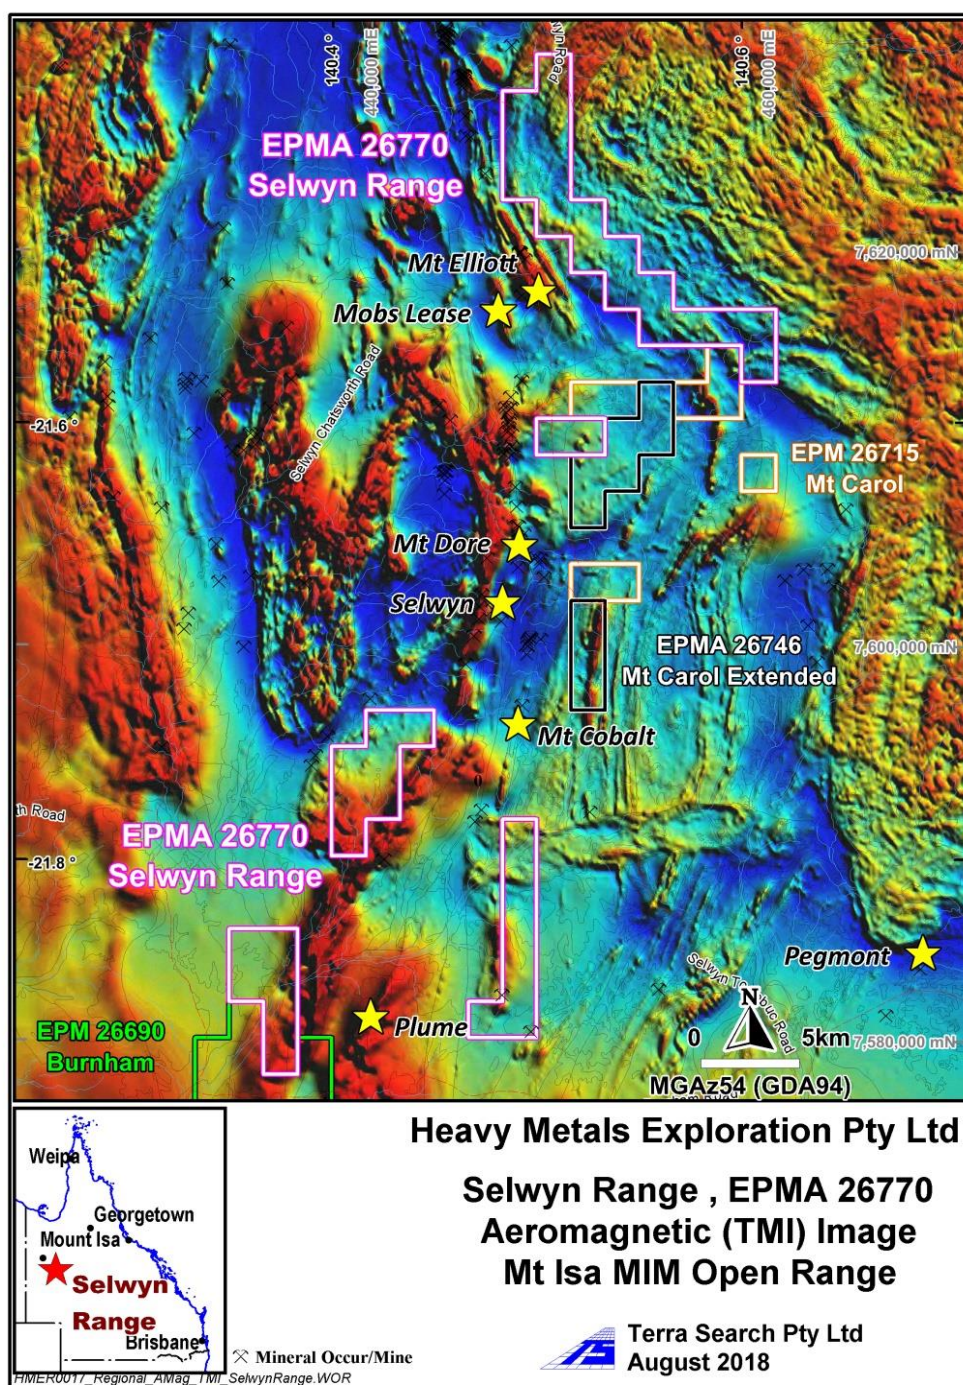 wyn Road
140.4
440,000 mE
140.6
460,000 mE
EPMA 26770
Selwyn Range
7,620,000 mN
Mt Elliott
Mobs Lease
Selwyn Chatsworth Road
-21.6 °
EPM 26715
Mt Carol
Mt Dore
Selwyn
EPMA 26746
Mt Carol Extended
7,600,000 mN
Mt Cobalt
0
th Road
EPMA 26770
Selwyn Range
-21.8 °
Pegmont
Plume
EPM 26690
Burnham
N
0 5km
7,580,000 mN
MGAz54 (GDA94)
Heavy Metals Exploration Pty Ltd
Selwyn Range , EPMA 26770
Aeromagnetic (TMI) Image
Mt Isa MIM Open Range
Weipa
Georgetown
Mount Isa
Selwyn
Range
Brisbane
Mineral Occur/Mine
TS
Terra Search Pty Ltd
August 2018
HMER0017_Regional_AMag_TMI_SelwynRange.WOR